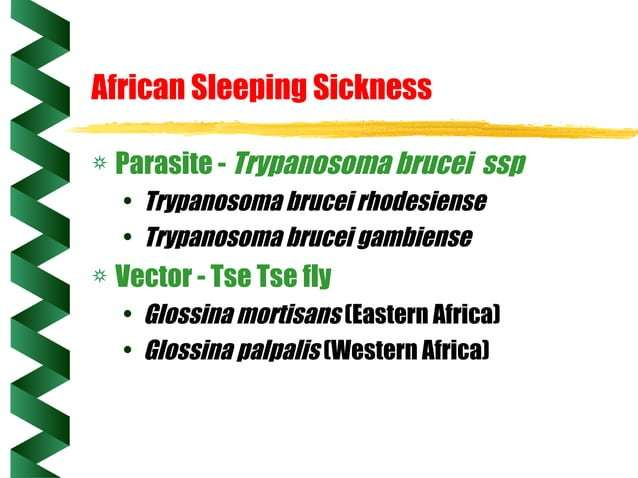 African Sleeping Sickness
Parasite - Trypanosoma brucei ssp
• Trypanosoma brucei rhodesiense
• Trypanosoma brucei gambiense
Vector - Tse Tse fly
• Glossina mortisans (Eastern Africa)
• Glossina palpalis (Western Africa)